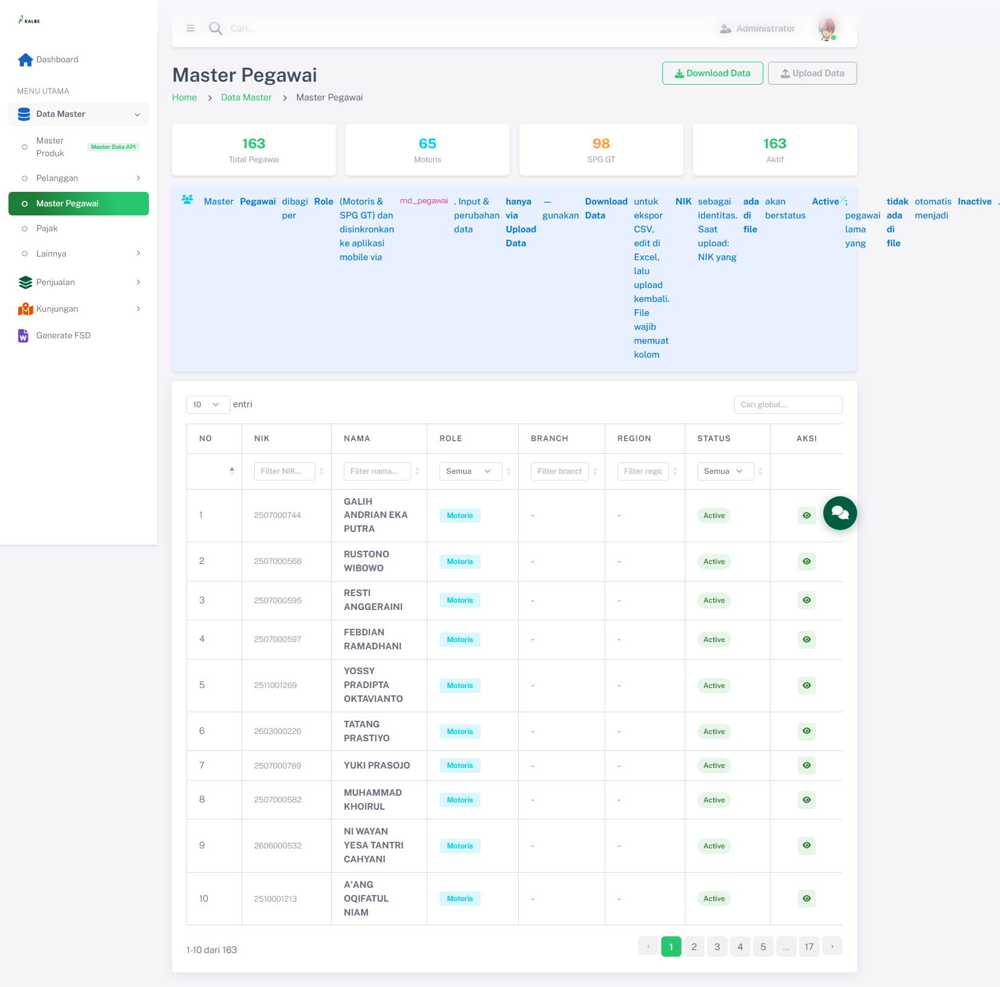 KALBE
Dashboard
MENU UTAMA
Data Master
Master Produk
Master Data API
Pelanggan
Master Pegawai
Pajak
Lainnya
Penjualan
Kunjungan
Generate FSD
Cari...
Administrator
Master Pegawai
Download Data
Upload Data
Home > Data Master > Master Pegawai
163
Total Pegawai
65
Motoris
98
SPG GT
163
Aktif
Master Pegawai dibagi per Role (Motoris & SPG GT) dan disinkronkan ke aplikasi mobile via md_pegawai . Input & perubahan data hanya via Upload Data — gunakan Download Data untuk ekspor CSV, edit di Excel, lalu upload kembali. File wajib memuat kolom NIK sebagai identitas. Saat upload: NIK yang ada di file akan berstatus Active ; pegawai lama yang tidak ada di file otomatis menjadi Inactive .
10 entri
Cari global...
NO NIK NAMA ROLE BRANCH REGION STATUS AKSI
Filter NIK... Filter nama... Semua Filter branch Filter regio Semua
1 2507000744 GALIH ANDRIAN EKA PUTRA Motoris - - Active
2 2507000566 RUSTONO WIBOWO Motoris - - Active
3 2507000595 RESTI ANGGERAINI Motoris - - Active
4 2507000597 FEBDIAN RAMADHANI Motoris - - Active
5 2511001269 YOSSY PRADIPTA OKTAVIANTO Motoris - - Active
6 2603000226 TATANG PRASTIYO Motoris - - Active
7 2507000789 YUKI PRASOJO Motoris - - Active
8 2507000582 MUHAMMAD KHOIRUL Motoris - - Active
9 2606000532 NI WAYAN YESA TANTRI CAHYANI Motoris - - Active
10 2510001213 A'ANG OQIFATUL NIAM Motoris - - Active
1-10 dari 163
‹ 1 2 3 4 5 ... 17 ›